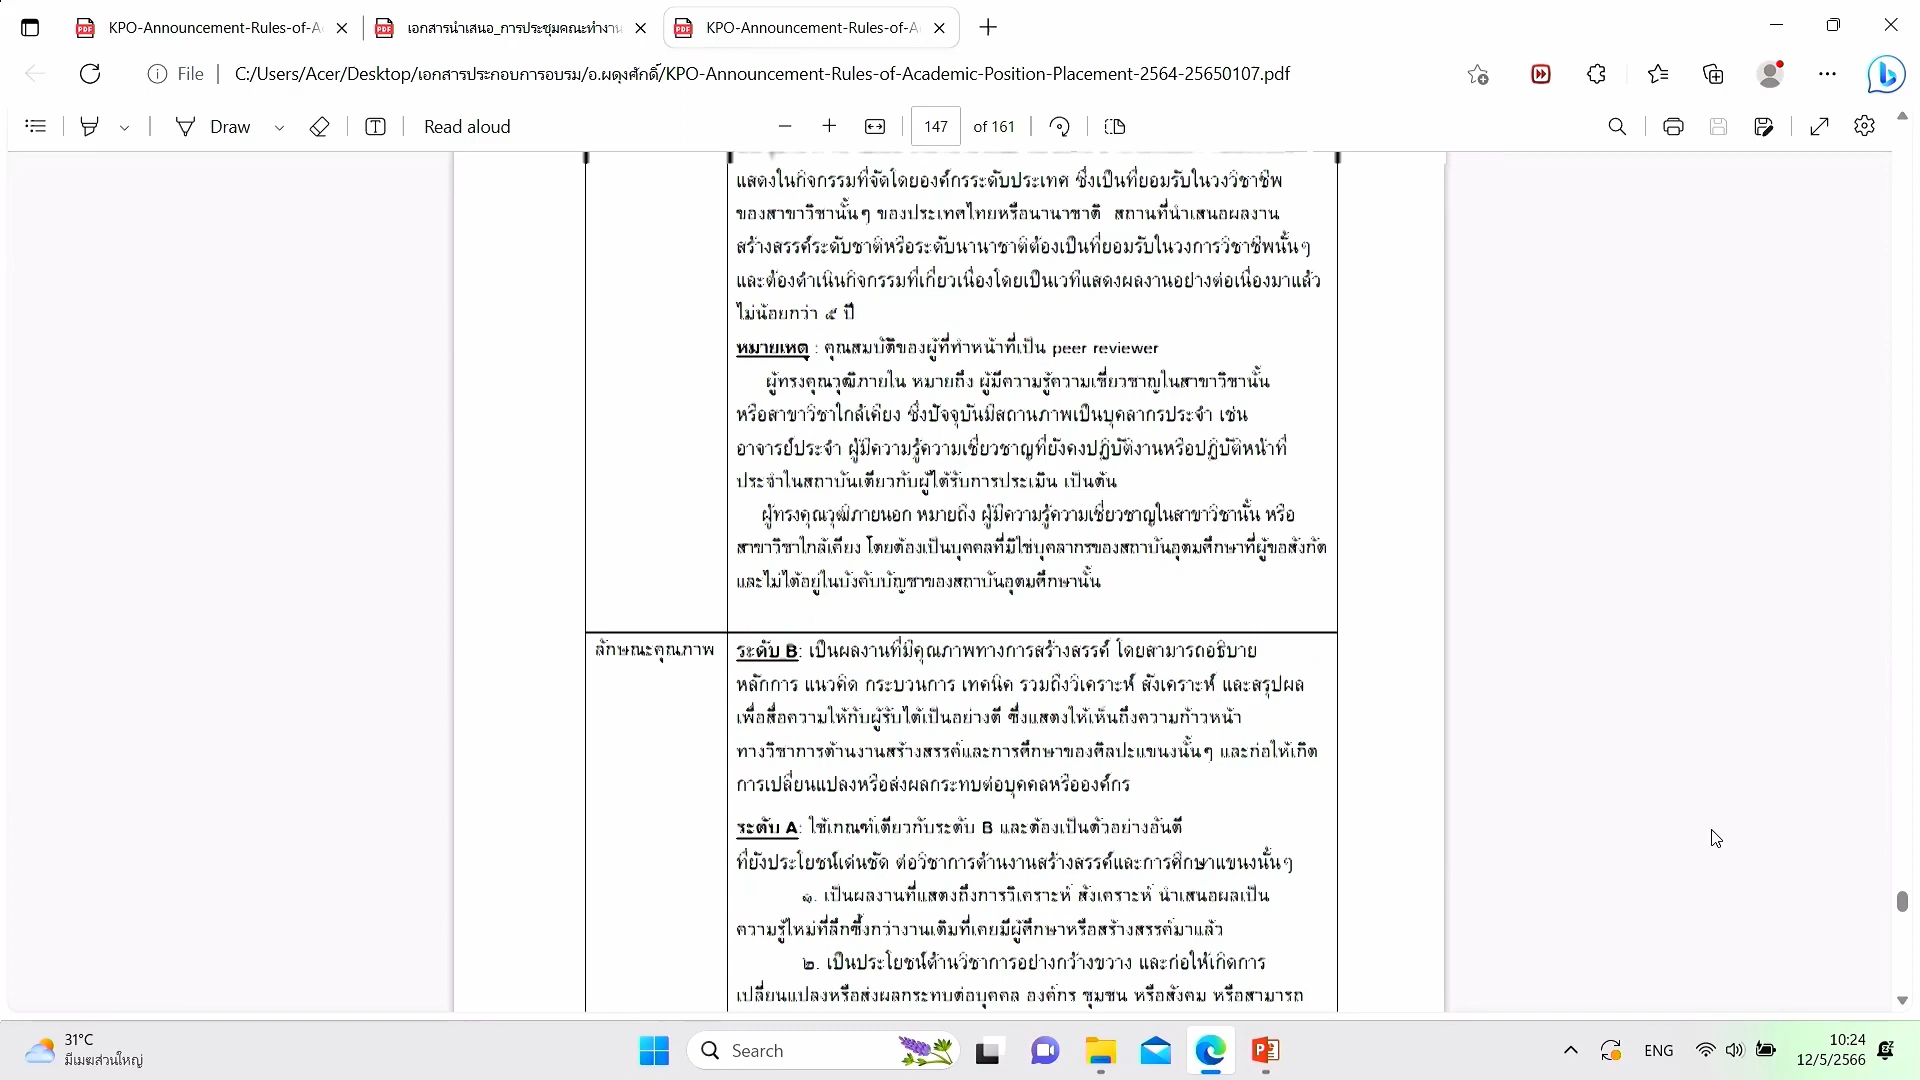 KPO-Announcement-Rules-of-A
เอกสารนำเสนอ_การประชุมคณะทำงาน
KPO-Announcement-Rules-of-A
File
C:/Users/Acer/Desktop/เอกสารประกอบการอบรม/อ.ผดุงศักดิ์/KPO-Announcement-Rules-of-Academic-Position-Placement-2564-25650107.pdf
Draw
Read aloud
147 of 161
แสดงในกิจกรรมที่จัดโดยองค์กรระดับประเทศ ซึ่งเป็นที่ยอมรับในวงวิชาชีพ
ของสาขาวิชานั้นๆ ของประเทศไทยหรือนานาชาติ สถานที่นำเสนอผลงาน
สร้างสรรค์ระดับชาติหรือระดับนานาชาติต้องเป็นที่ยอมรับในวงการวิชาชีพนั้นๆ
และต้องดำเนินกิจกรรมที่เกี่ยวเนื่องโดยเป็นเวทีแสดงผลงานอย่างต่อเนื่องมาแล้ว
ไม่น้อยกว่า ๕ ปี
หมายเหตุ : คุณสมบัติของผู้ที่ทำหน้าที่เป็น peer reviewer
ผู้ทรงคุณวุฒิภายใน หมายถึง ผู้มีความรู้ความเชี่ยวชาญในสาขาวิชานั้น
หรือสาขาวิชาใกล้เคียง ซึ่งปัจจุบันมีสถานภาพเป็นบุคลากรประจำ เช่น
อาจารย์ประจำ ผู้มีความรู้ความเชี่ยวชาญที่ยังคงปฏิบัติงานหรือปฏิบัติหน้าที่
ประจำในสถาบันเดียวกับผู้ได้รับการประเมิน เป็นต้น
ผู้ทรงคุณวุฒิภายนอก หมายถึง ผู้มีความรู้ความเชี่ยวชาญในสาขาวิชานั้น หรือ
สาขาวิชาใกล้เคียง โดยต้องเป็นบุคคลที่มิใช่บุคลากรของสถาบันอุดมศึกษาที่ผู้ขอสังกัด
และไม่ได้อยู่ในบังคับบัญชาของสถาบันอุดมศึกษานั้น
ลักษณะคุณภาพ
ระดับ B: เป็นผลงานที่มีคุณภาพทางการสร้างสรรค์ โดยสามารถอธิบาย
หลักการ แนวคิด กระบวนการ เทคนิค รวมถึงวิเคราะห์ สังเคราะห์ และสรุปผล
เพื่อสื่อความให้กับผู้รับได้เป็นอย่างดี ซึ่งแสดงให้เห็นถึงความก้าวหน้า
ทางวิชาการด้านงานสร้างสรรค์และการศึกษาของศิลปะแขนงนั้นๆ และก่อให้เกิด
การเปลี่ยนแปลงหรือส่งผลกระทบต่อบุคคลหรือองค์กร
ระดับ A: ใช้เกณฑ์เดียวกับระดับ B และต้องเป็นตัวอย่างอันดี
ที่ยังประโยชน์เด่นชัด ต่อวิชาการด้านงานสร้างสรรค์และการศึกษาแขนงนั้นๆ
๑. เป็นผลงานที่แสดงถึงการวิเคราะห์ สังเคราะห์ นำเสนอผลเป็น
ความรู้ใหม่ที่ลึกซึ้งกว่างานเดิมที่เคยมีผู้ศึกษาหรือสร้างสรรค์มาแล้ว
๒. เป็นประโยชน์ด้านวิชาการอย่างกว้างขวาง และก่อให้เกิดการ
เปลี่ยนแปลงหรือส่งผลกระทบต่อบุคคล องค์กร ชุมชน หรือสังคม หรือสามารถ
31°C
มีเมฆส่วนใหญ่
Search
ENG
10:24
12/5/2566